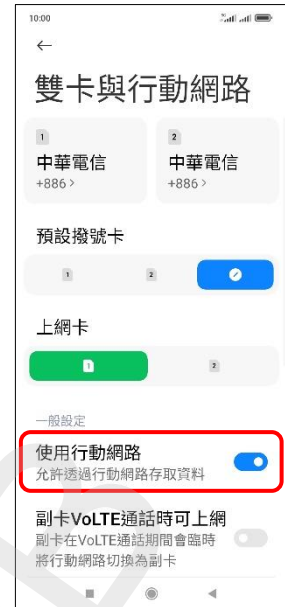 10:00
雙卡與行動網路
1
中華電信
+886 >
2
中華電信
+886 >
預設撥號卡
1
2
上網卡
1
2
一般設定
使用行動網路
允許透過行動網路存取資料
副卡VoLTE通話時可上網
副卡在VoLTE通話期間會臨時
將行動網路切換為副卡